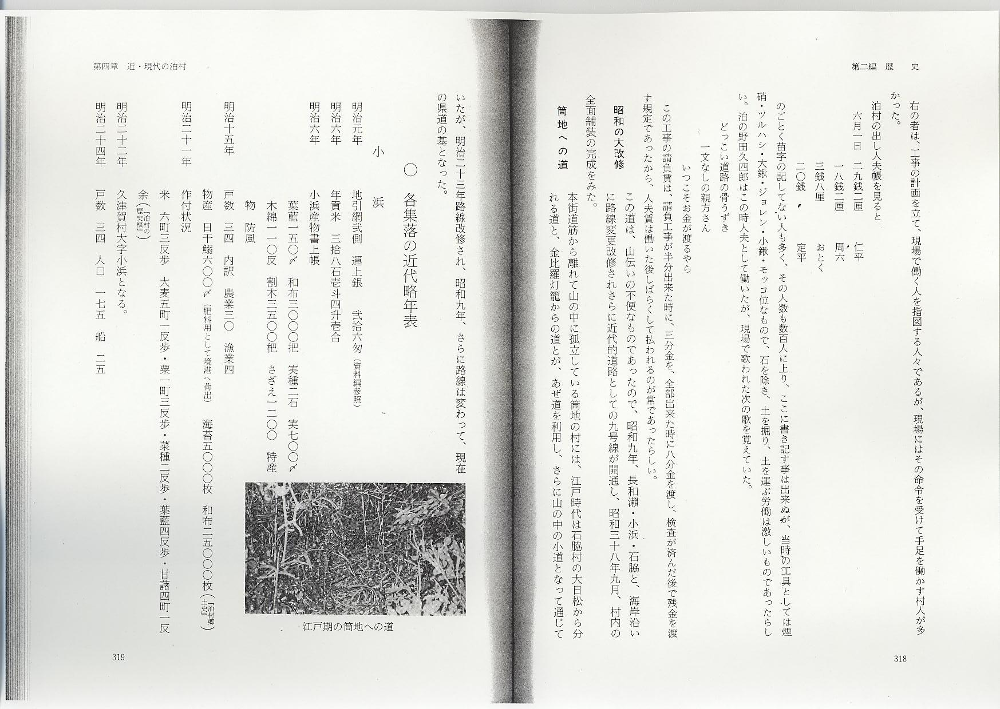 第二編　歴　　史
右の者は、工事の計画を立て、現場で働く人を指図する人々であるが、現場にはその命令を受けて手足を働かす村人が多
かった。
泊村の出し人夫帳を見ると
六月一日　二九銭二厘　　仁平
一八銭二厘　　周六
三銭八厘　　おとく
二〇銭　　定平
のごとく苗字の記してない人も多く、その人数も数百人に上り、ここに書き記す事は出来ぬが、当時の工具としては煙
硝・ツルハシ・大鍬・ジョレン・小鍬・モッコ位なもので、石を除き、土を掘り、土を運ぶ労働は激しいものであったらし
い。泊の野田久四郎はこの時人夫として働いたが、現場で歌われた次の歌を覚えていた。
どっこい道路の骨うずき
一文なしの親方さん
いつこそお金が渡るやら
この工事の請負賃は、請負工事が半分出来た時に、三分金を、全部出来た時に八分金を渡し、検査が済んだ後で残金を渡
す規定であったから、人夫賃は働いた後しばらくして払われるのが常であったらしい。
昭和の大改修　この道は、山伝いの不便なものであったので、昭和九年、長和瀬・小浜・石脇と、海岸沿い
に路線変更改修されさらに近代的道路としての九号線が開通し、昭和三十八年九月、村内の
全面舗装の完成をみた。
筒地への道　本街道筋から離れて山の中に孤立している筒地の村には、江戸時代は石脇村の大日松から分
れる道と、金比羅灯籠からの道とが、あぜ道を利用し、さらに山の中の小道となって通じて
318
第四章　近・現代の泊村
いたが、明治二十三年路線改修され、昭和九年、さらに路線は変わって、現在
の県道の基となった。
〇　各集落の近代略年表
小　　浜
明治元年　　地引網弐側　運上銀　　弐拾六匁（資料編参照）
明治六年　　年貢米　三拾八石壱斗四升壱合
明治六年　　小浜産物書上帳
葉藍一五〇〆　和布三〇〇〇把　実種二石　実七〇〇〆
木綿一一〇反　割木三五〇〇杷　さざえ一二〇〇　特産
物　防風
明治十五年　　戸数　三四　内訳　農業三〇　漁業四
物産　日干鰯六〇〇〆（肥料用として境港へ荷出）　海苔五〇〇〇枚　和布二五〇〇〇枚（『泊村郷土史』）
明治二十一年　　作付状況
米　六町三反歩　大麦五町一反歩・粟一町三反歩・菜種二反歩・葉藍四反歩・甘藷四町一反
余（『泊村の歴史稿』）
明治二十二年　　久津賀村大字小浜となる。
明治二十四年　　戸数　三四　人口　一七五　船　二五
江戸期の筒地への道
319